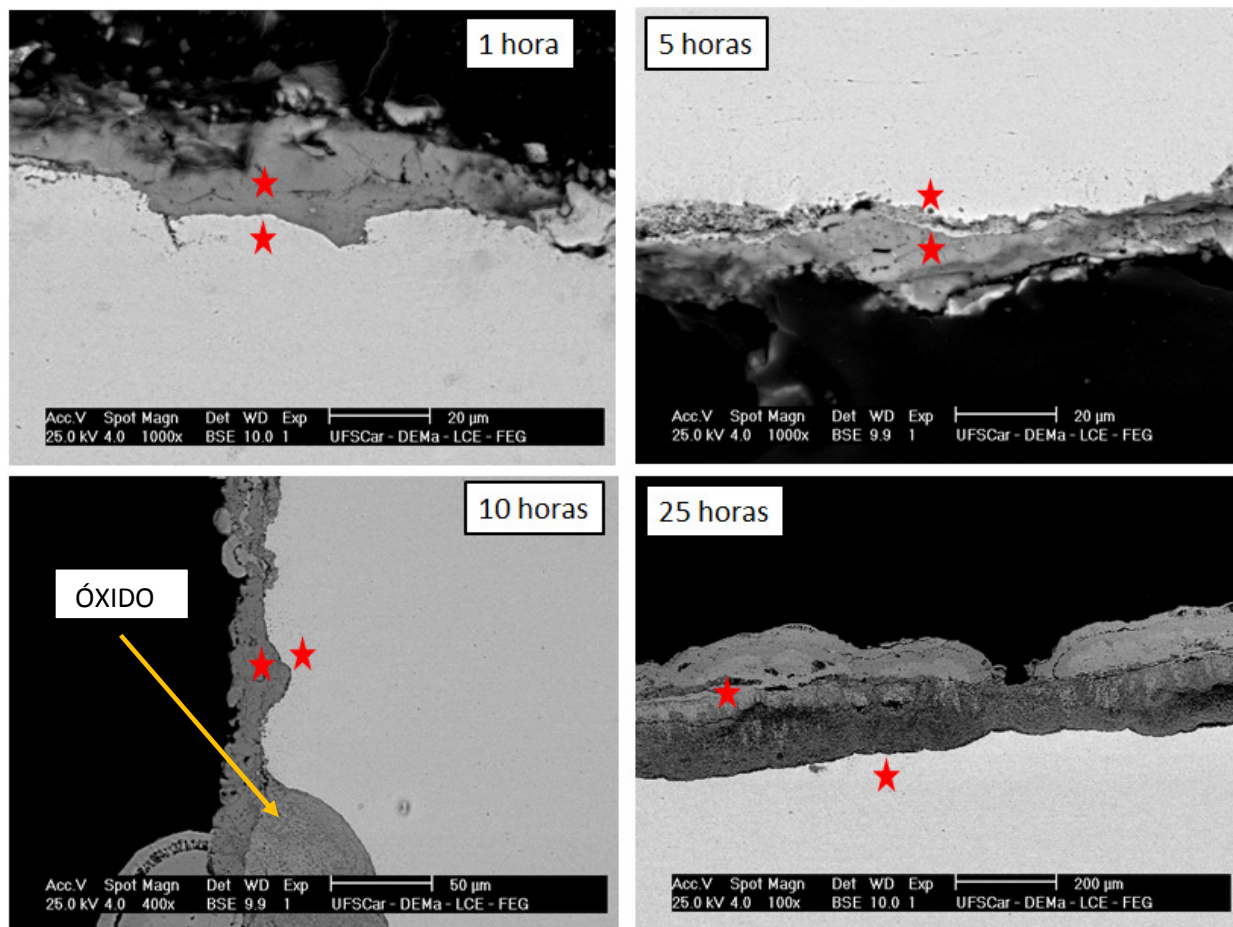 1 hora
Acc.V Spot Magn Det WD Exp 20 µm
25.0 kV 4.0 1000x BSE 10.0 1 UFSCar - DEMa - LCE - FEG
5 horas
Acc.V Spot Magn Det WD Exp 20 µm
25.0 kV 4.0 1000x BSE 9.9 1 UFSCar - DEMa - LCE - FEG
10 horas
ÓXIDO
Acc.V Spot Magn Det WD Exp 50 µm
25.0 kV 4.0 400x BSE 9.9 1 UFSCar - DEMa - LCE - FEG
25 horas
Acc.V Spot Magn Det WD Exp 200 µm
25.0 kV 4.0 100x BSE 10.0 1 UFSCar - DEMa - LCE - FEG